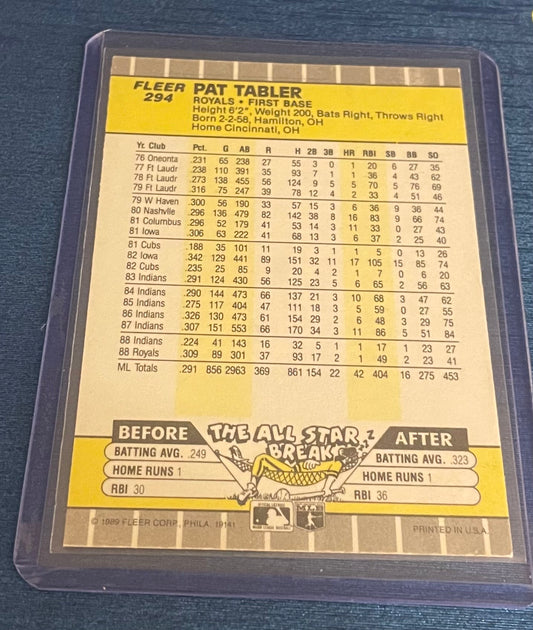 FLEER
294
PAT TABLER
ROYALS • FIRST BASE
Height 6'2", Weight 200, Bats Right, Throws Right
Born 2-2-58, Hamilton, OH
Home Cincinnati, OH
Yr. Club Pct. G AB R H 2B 3B HR RBI SB BB SO
76 Oneonta .231 65 238 27 55 3 0 1 20 6 27 35
77 Ft Laudr .238 110 391 35 93 7 1 1 36 4 43 62
78 Ft Laudr .273 138 455 56 124 9 5 5 70 5 76 69
79 Ft Laudr .316 75 247 39 78 12 4 2 33 4 51 46
79 W Haven .300 56 190 33 57 15 3 6 36 9 36 44
80 Nashvlle .296 136 479 82 142 38 8 16 83 9 66 74
81 Columbus .296 52 179 41 53 14 3 11 33 0 27 43
81 Iowa .306 63 222 41 68 13 3 6 37 2 25 40
81 Cubs .188 35 101 11 19 3 1 1 5 0 13 26
82 Iowa .342 129 441 89 151 32 11 17 105 15 85 74
82 Cubs .235 25 85 9 20 4 2 1 7 0 6 20
83 Indians .291 124 430 56 125 23 5 6 65 2 56 63
84 Indians .290 144 473 66 137 21 3 10 68 3 47 62
85 Indians .275 117 404 47 111 18 3 5 59 0 27 55
86 Indians .326 130 473 61 154 29 2 6 48 3 29 75
87 Indians .307 151 553 66 170 34 3 11 86 5 51 84
88 Indians .224 41 143 16 32 5 1 1 17 1 23 27
88 Royals .309 89 301 37 93 17 2 1 49 2 23 41
ML Totals .291 856 2963 369 861 154 22 42 404 16 275 453
BEFORE THE ALL STAR BREAK AFTER
BATTING AVG. .249 BATTING AVG. .323
HOME RUNS 1 HOME RUNS 1
RBI 30 RBI 36
© 1989 FLEER CORP., PHILA. 19141
PRINTED IN U.S.A.